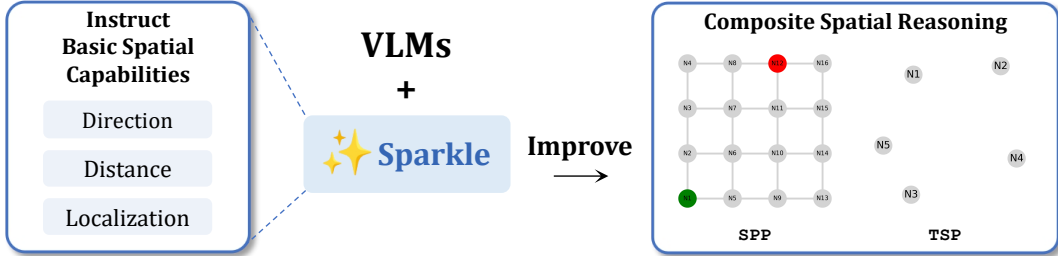 Instruct
Basic Spatial
Capabilities
Direction
Distance
Localization
VLMs
+
Sparkle
Improve
Composite Spatial Reasoning
N4 N8 N12 N16
N3 N7 N11 N15
N2 N6 N10 N14
N1 N5 N9 N13
SPP
N1
N2
N5
N4
N3
TSP